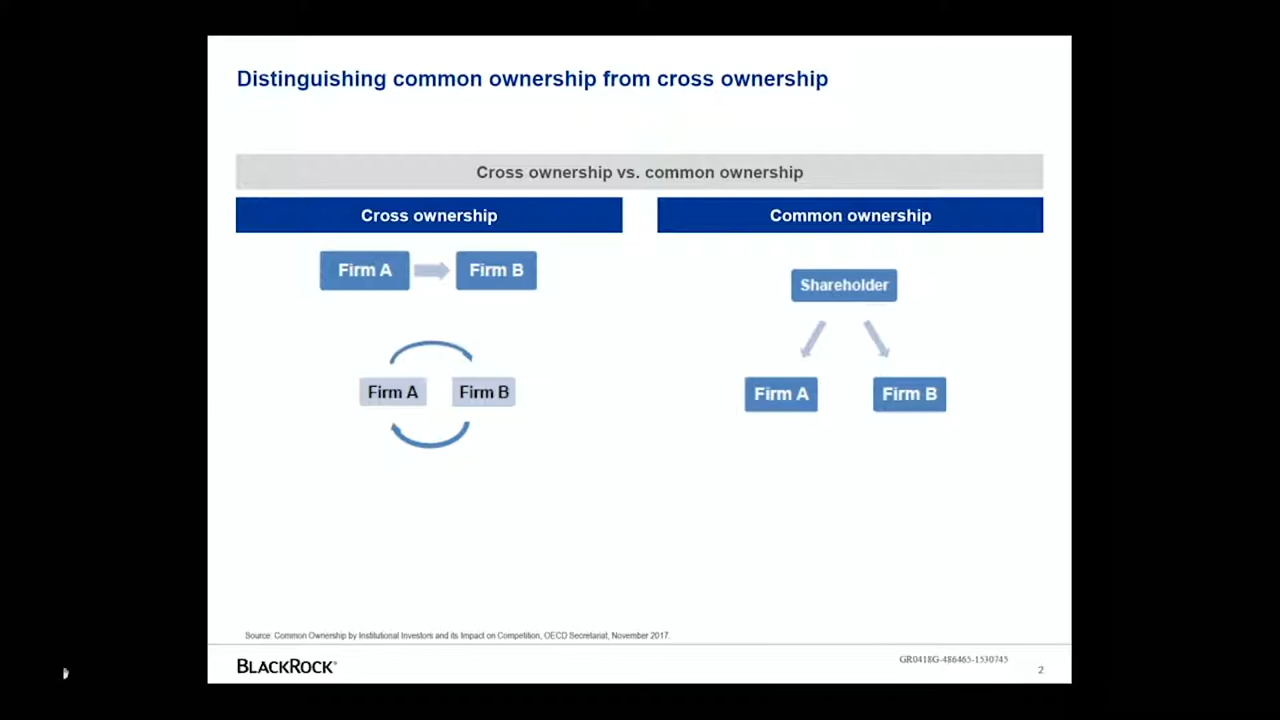 Distinguishing common ownership from cross ownership
Cross ownership vs. common ownership
Cross ownership
Common ownership
Firm A
Firm B
Firm A
Firm B
Shareholder
Firm A
Firm B
Source: Common Ownership by Institutional Investors and its Impact on Competition, OECD Secretariat, November 2017.
BLACKROCK®
GR0418G-486465-1530745
2